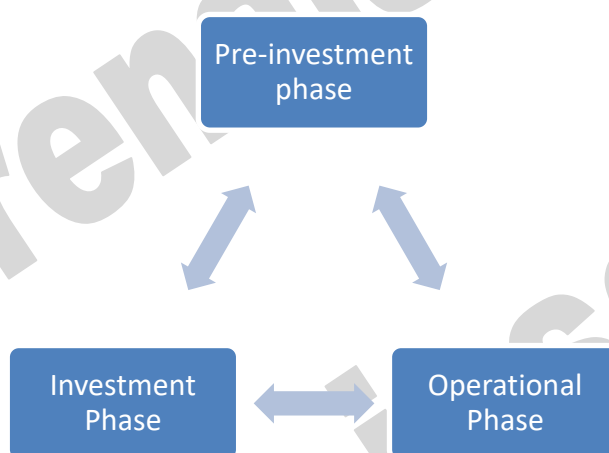 Pre-investment
phase
Investment
Phase
Operational
Phase